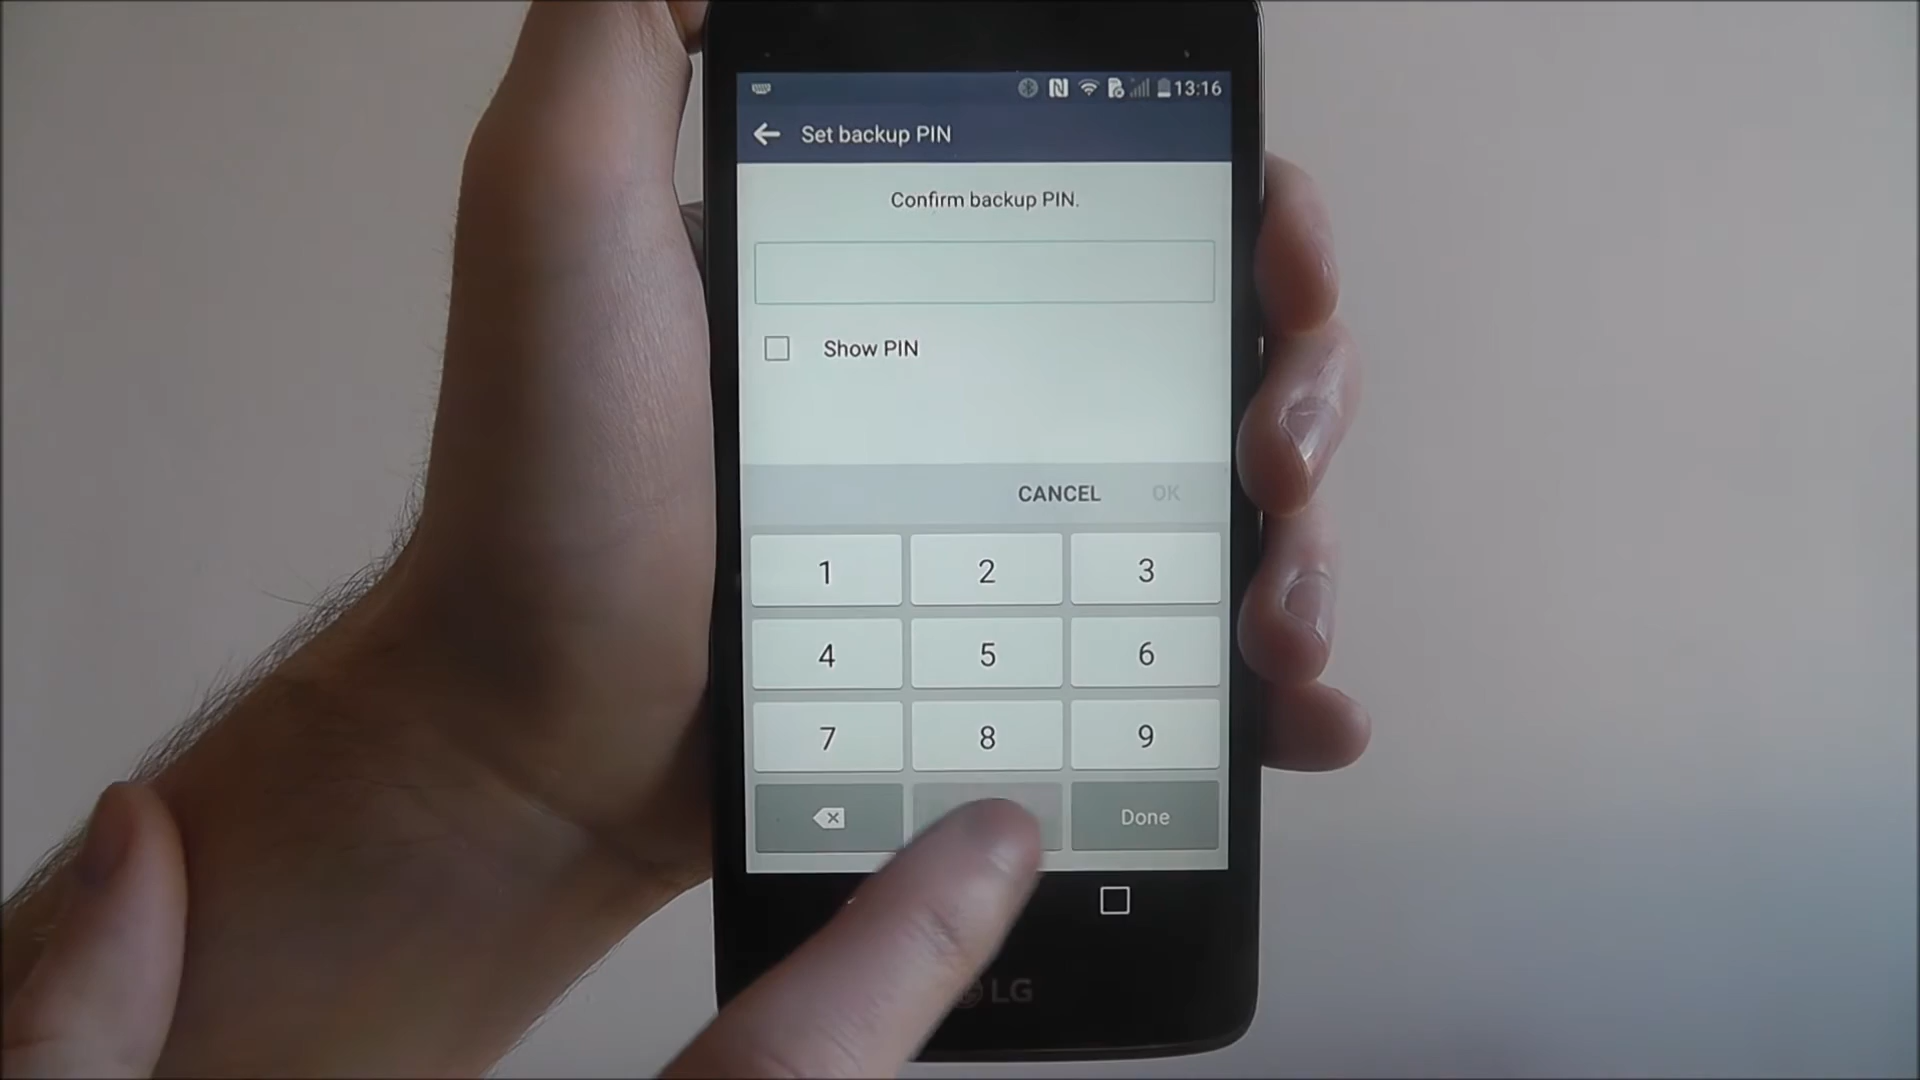 13:16
Set backup PIN
Confirm backup PIN.
Show PIN
CANCEL OK
1 2 3
4 5 6
7 8 9
Done
LG